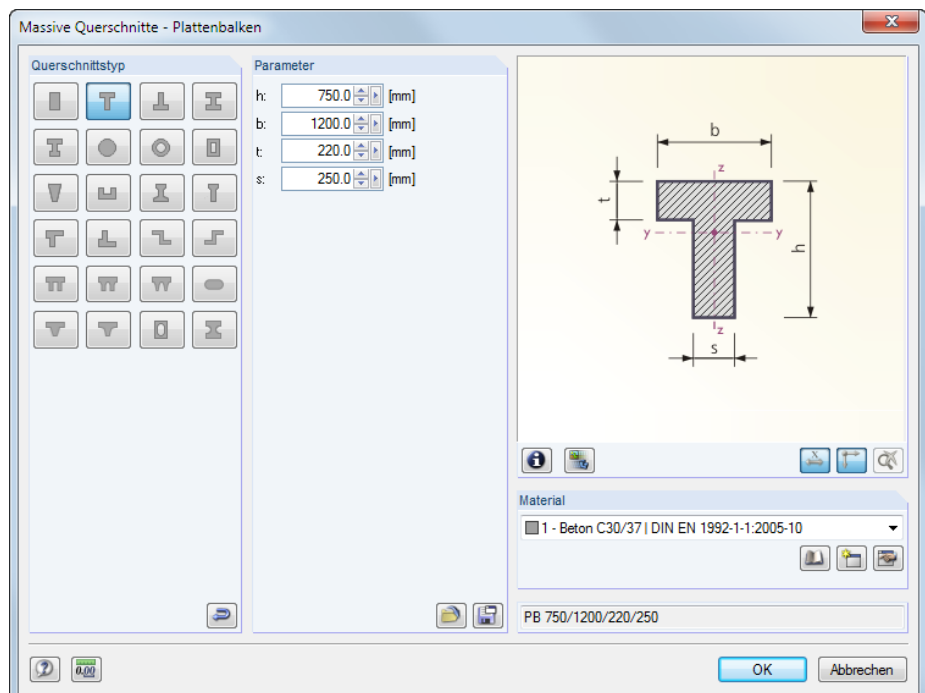 Massive Querschnitte - Plattenbalken
Querschnittstyp
Parameter
h: 750.0 [mm]
b: 1200.0 [mm]
t: 220.0 [mm]
s: 250.0 [mm]
b
z
t
y
y
h
z
s
x
Material
1 - Beton C30/37 | DIN EN 1992-1-1:2005-10
PB 750/1200/220/250
0.00
OK
Abbrechen